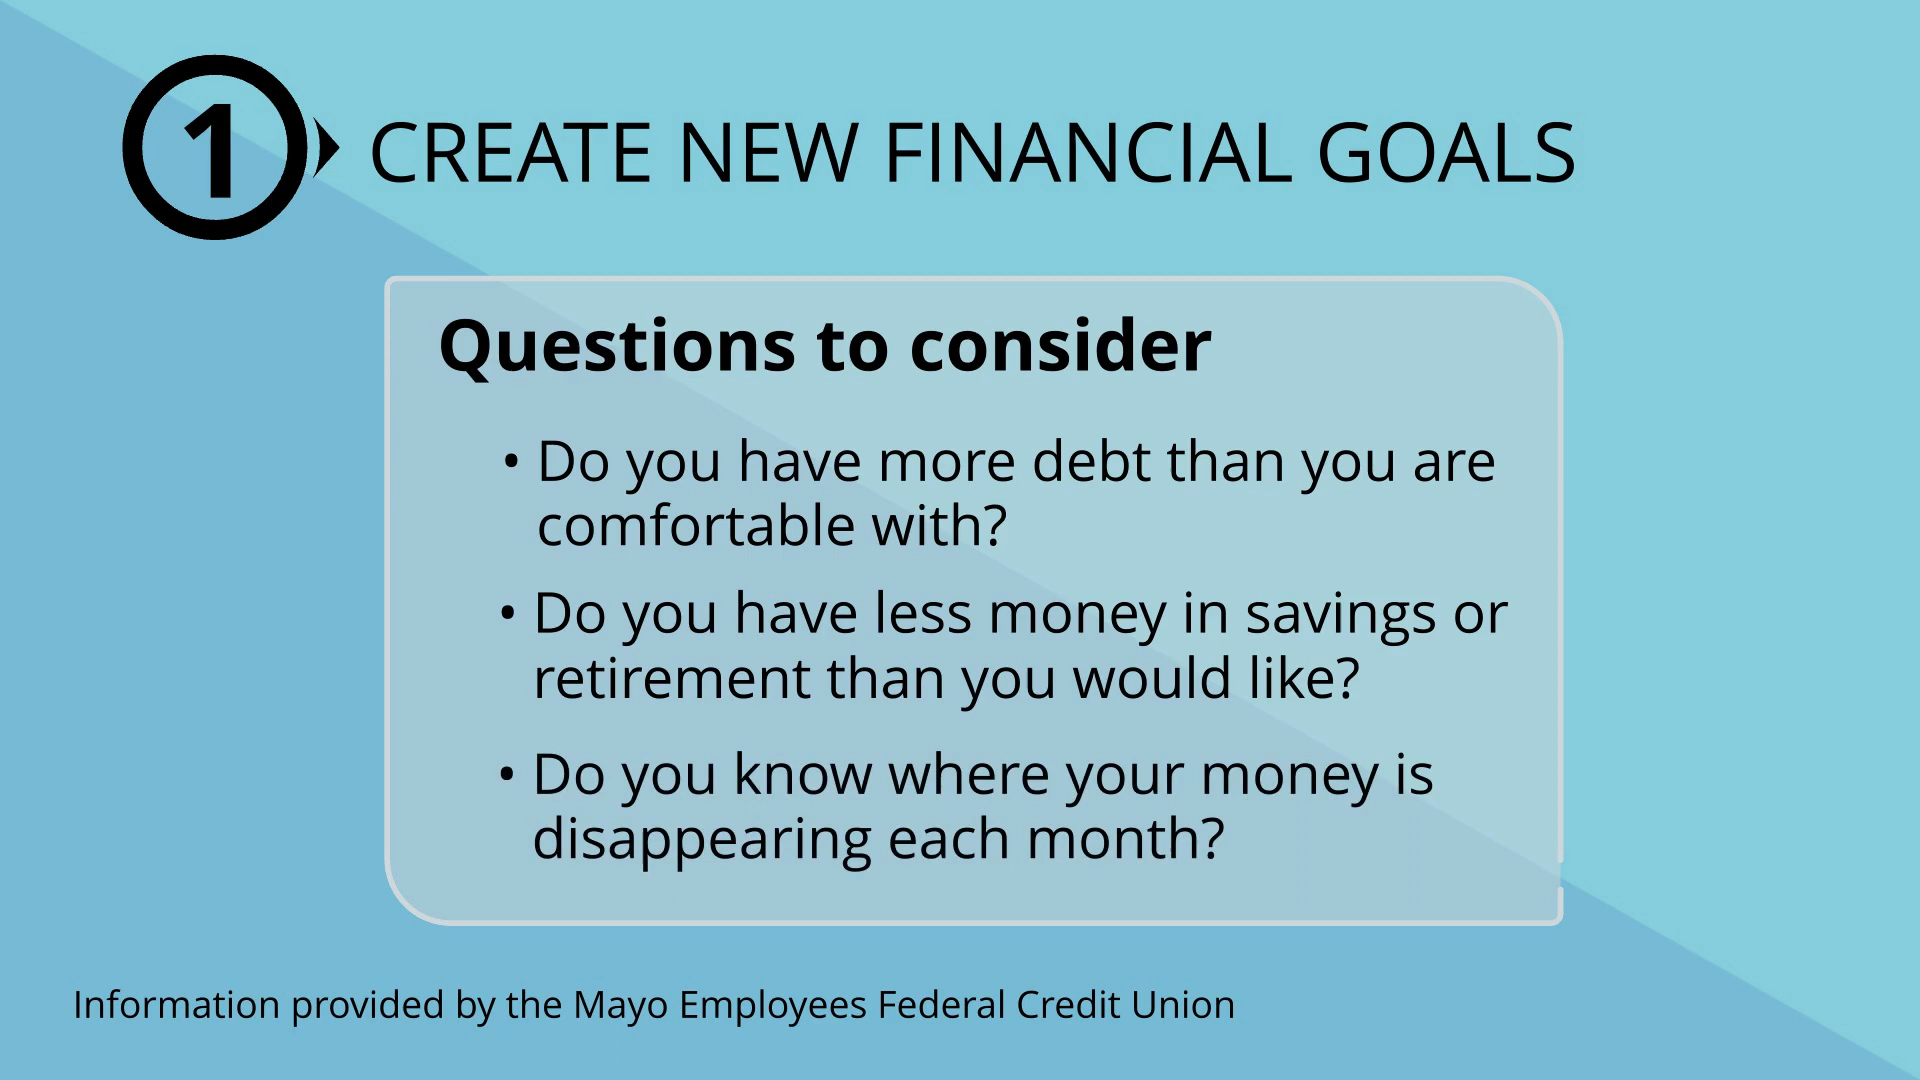 1 CREATE NEW FINANCIAL GOALS
Questions to consider
• Do you have more debt than you are
comfortable with?
• Do you have less money in savings or
retirement than you would like?
• Do you know where your money is
disappearing each month?
Information provided by the Mayo Employees Federal Credit Union